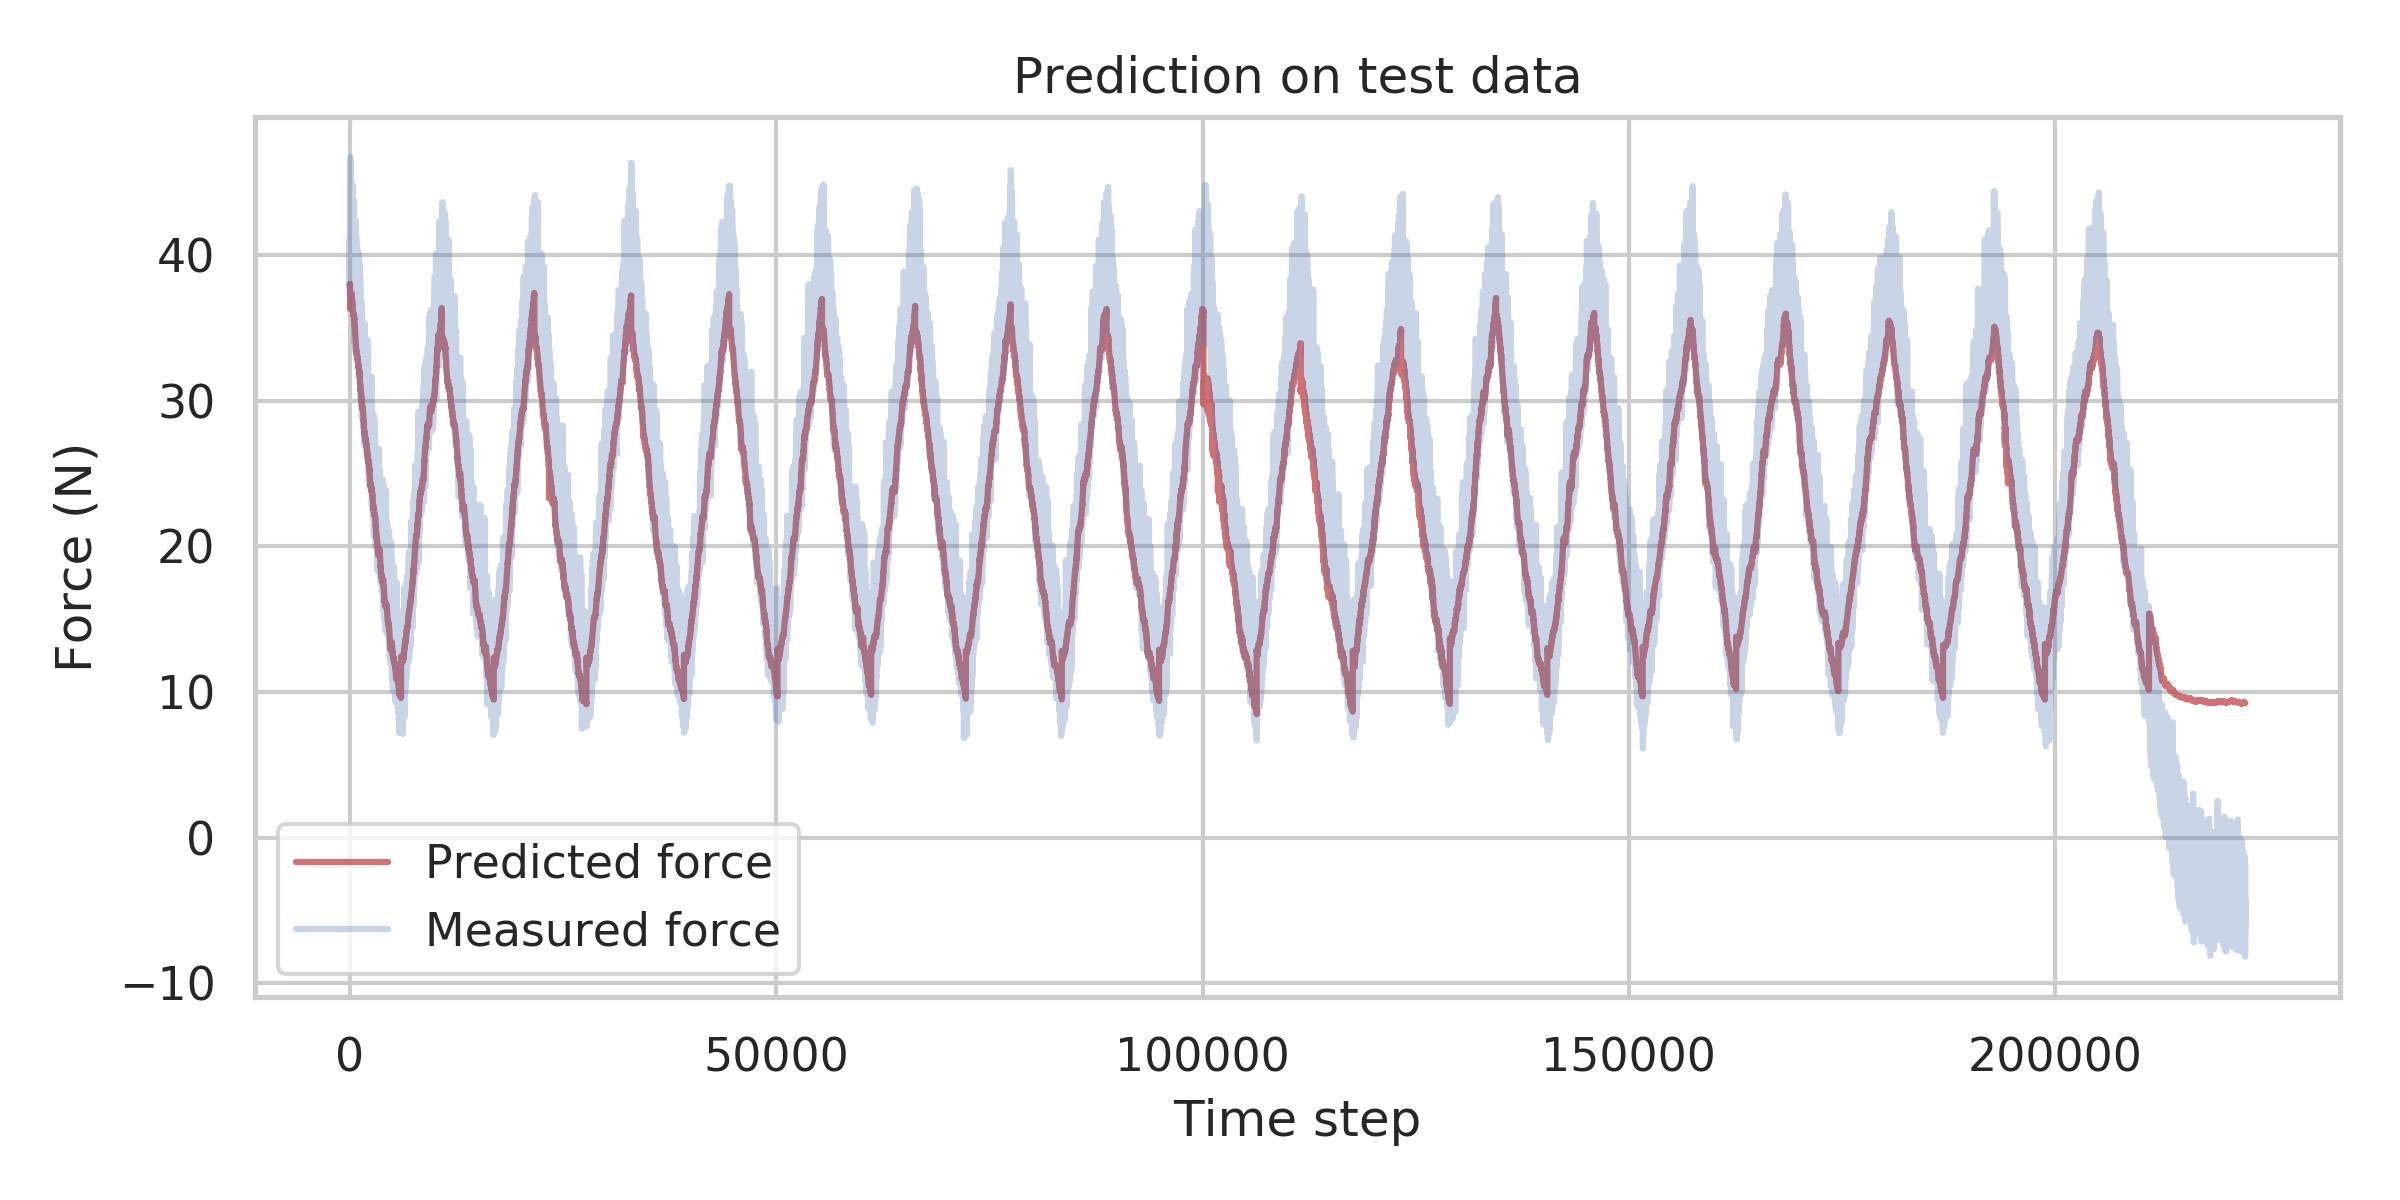 Prediction on test data
Force (N)
40
30
20
10
0
−10
Predicted force
Measured force
0 50000 100000 150000 200000
Time step